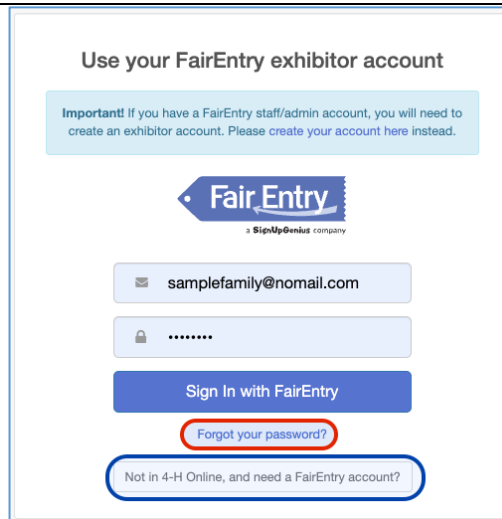 Use your FairEntry exhibitor account
Important! If you have a FairEntry staff/admin account, you will need to
create an exhibitor account. Please create your account here instead.
Fair Entry
a SignUpGenius company
samplefamily@nomail.com
••••••••
Sign In with FairEntry
Forgot your password?
Not in 4-H Online, and need a FairEntry account?